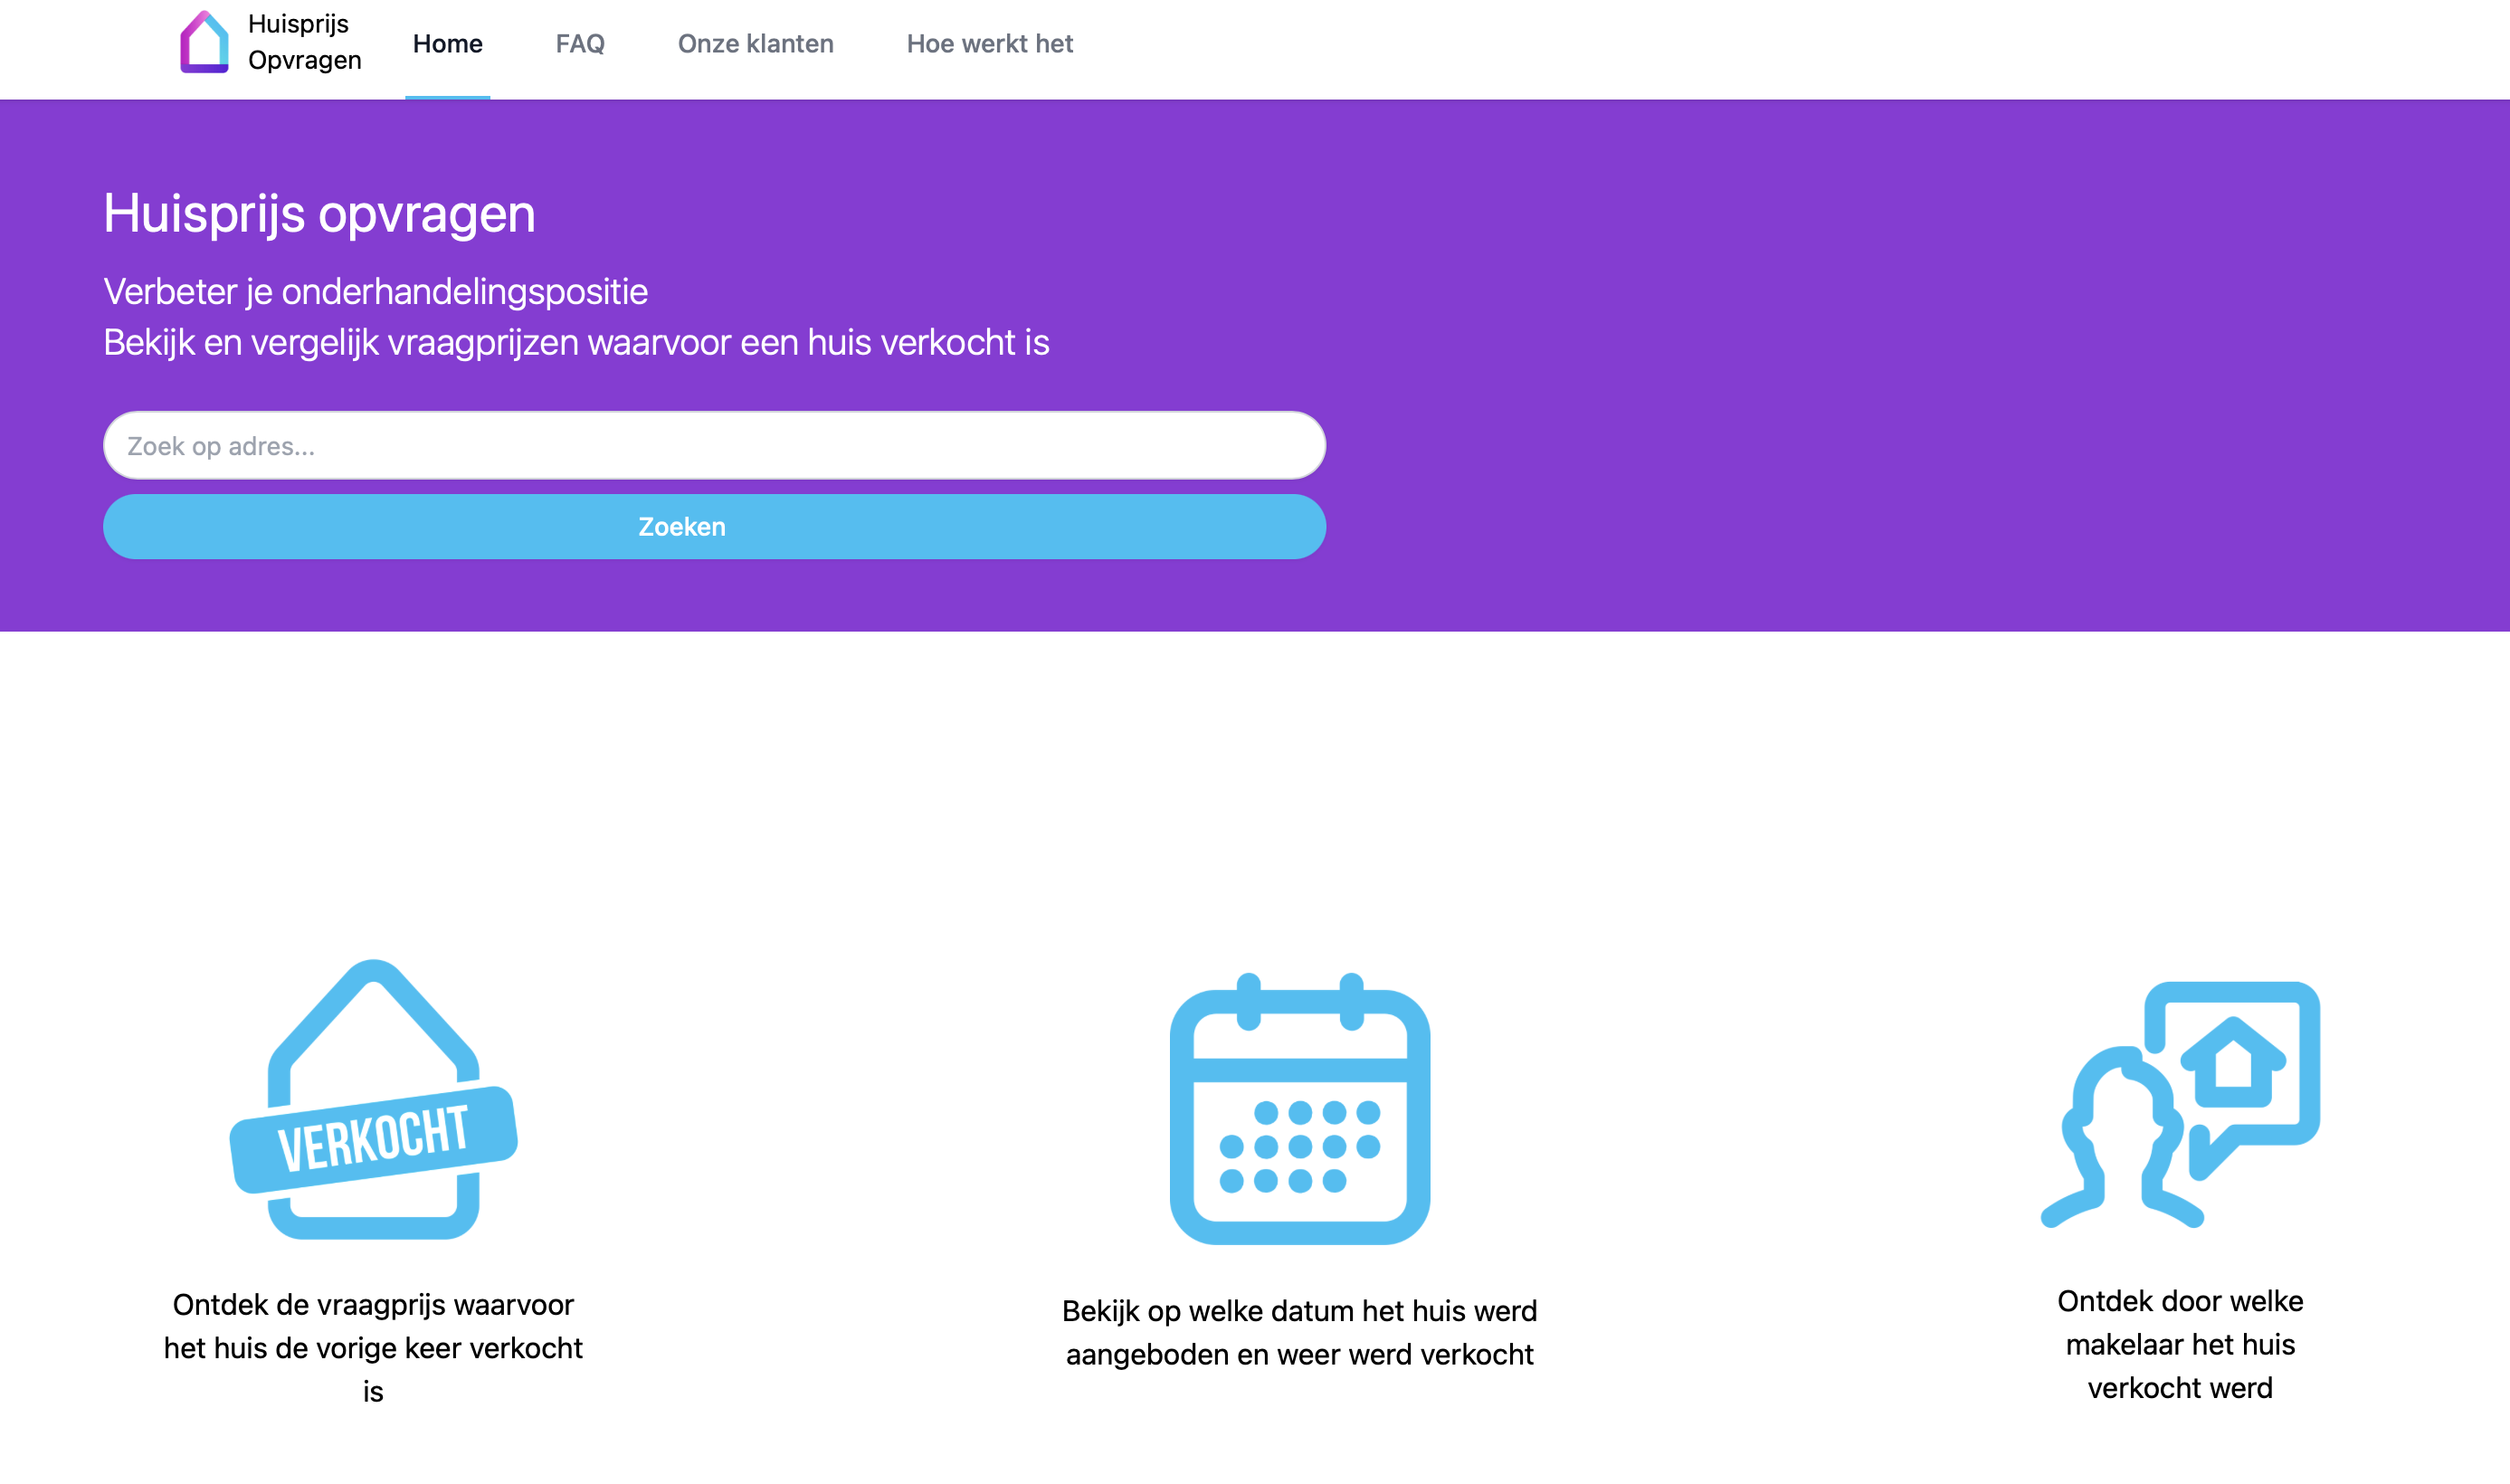 Huisprijs
Opvragen
Home
FAQ
Onze klanten
Hoe werkt het
Huisprijs opvragen
Verbeter je onderhandelingspositie
Bekijk en vergelijk vraagprijzen waarvoor een huis verkocht is
Zoek op adres...
Zoeken
VERKOCHT
Ontdek de vraagprijs waarvoor
het huis de vorige keer verkocht
is
Bekijk op welke datum het huis werd
aangeboden en weer werd verkocht
Ontdek door welke
makelaar het huis
verkocht werd